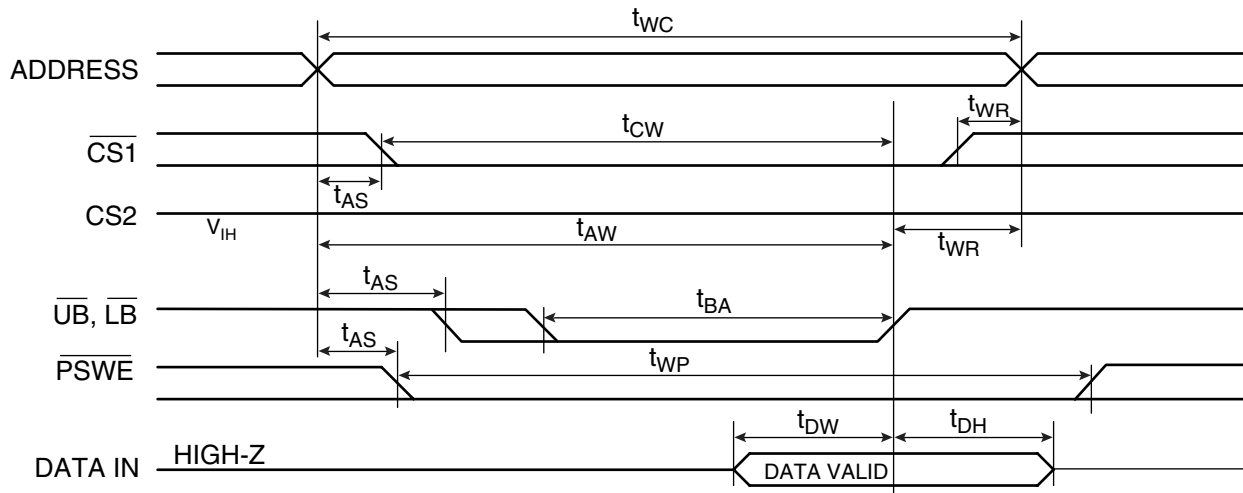 tWC
ADDRESS
tWR
tCW
CS1
tAS
CS2
VIH
tAW
tWR
tAS
tBA
UB, LB
tAS
tWP
PSWE
tDW
tDH
DATA IN
HIGH-Z
DATA VALID